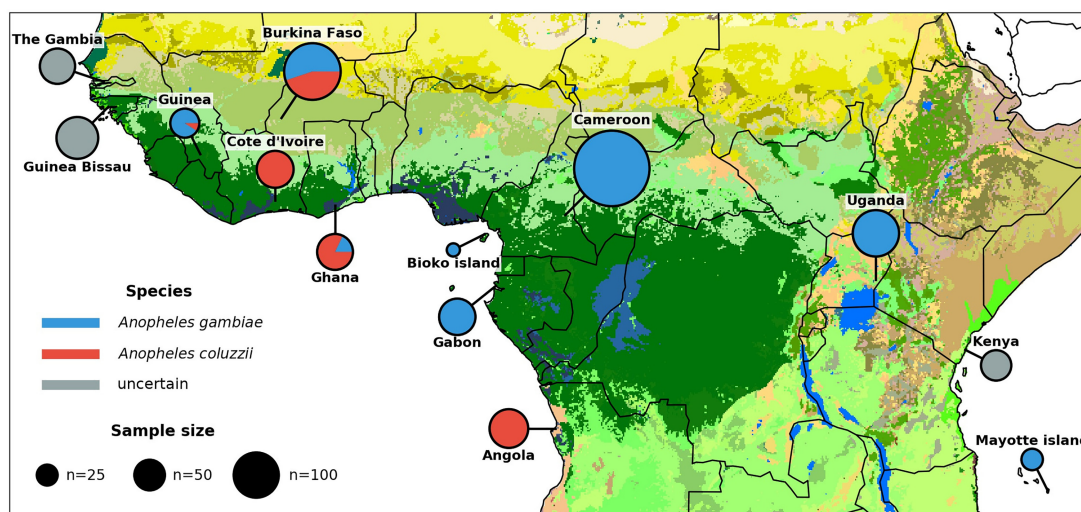 The Gambia
Burkina Faso
Guinea
Cameroon
Guinea Bissau
Cote d'Ivoire
Uganda
Bioko island
Ghana
Gabon
Kenya
Angola
Mayotte island
Species
Anopheles gambiae
Anopheles coluzzii
uncertain
Sample size
n=25 n=50 n=100